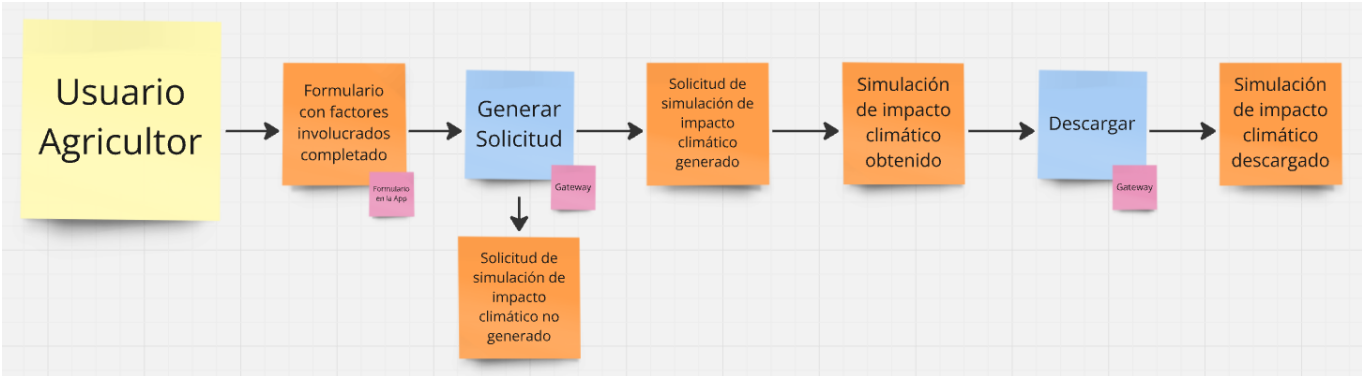 Usuario
Agricultor
Formulario
con factores
involucrados
completado
Formulario
en la App
Generar
Solicitud
Gateway
Solicitud de
simulación de
impacto
climático no
generado
Solicitud de
simulación de
impacto
climático
generado
Simulación
de impacto
climático
obtenido
Descargar
Gateway
Simulación
de impacto
climático
descargado